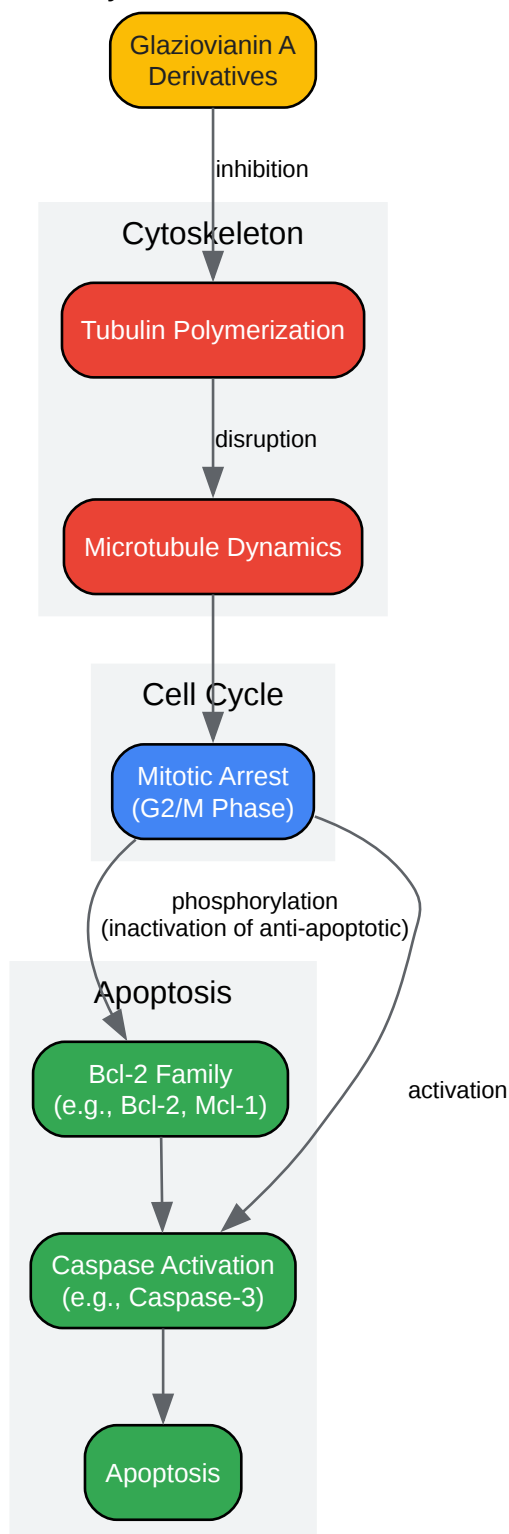 Glaziovianin A
Derivatives
inhibition
Cytoskeleton
Tubulin Polymerization
disruption
Microtubule Dynamics
Cell Cycle
Mitotic Arrest
(G2/M Phase)
phosphorylation
(inactivation of anti-apoptotic)
Apoptosis
Bcl-2 Family
(e.g., Bcl-2, Mcl-1)
activation
Caspase Activation
(e.g., Caspase-3)
Apoptosis